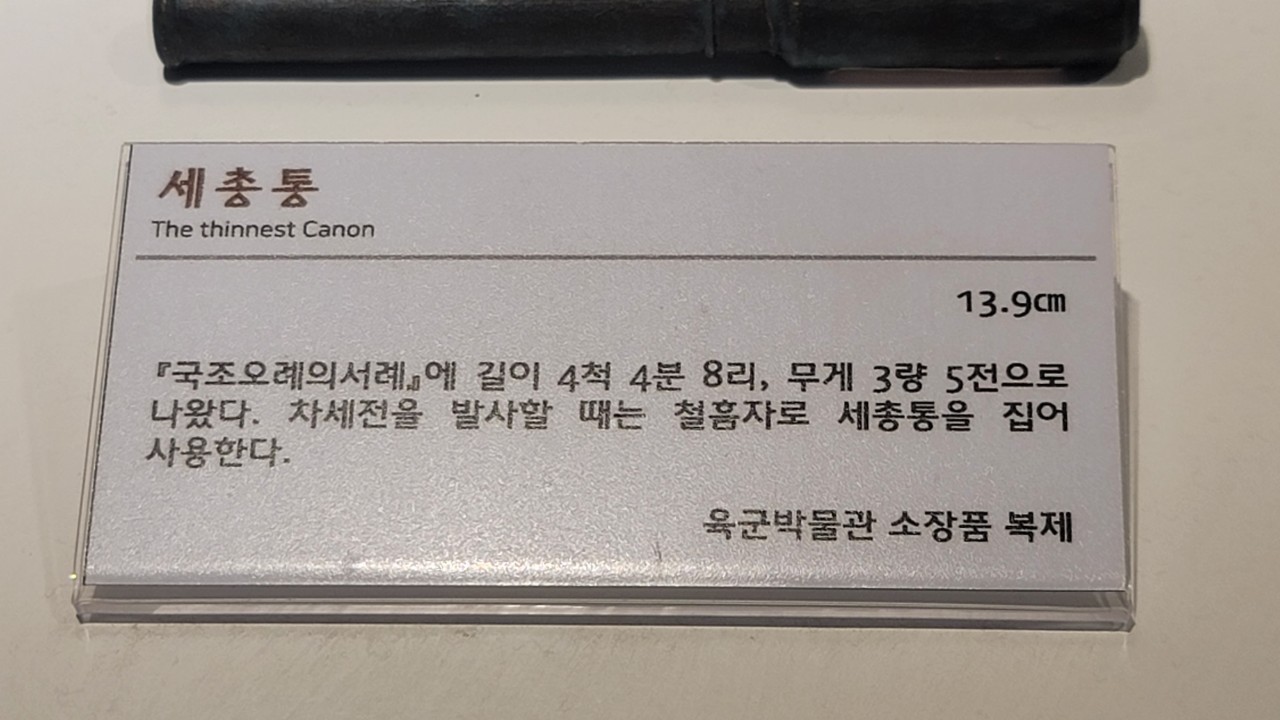 세총통
The thinnest Canon
13.9㎝
『국조오례의서례』에 길이 4척 4분 8리, 무게 3량 5전으로
나왔다. 차세전을 발사할 때는 철흠자로 세총통을 집어
사용한다.
육군박물관 소장품 복제